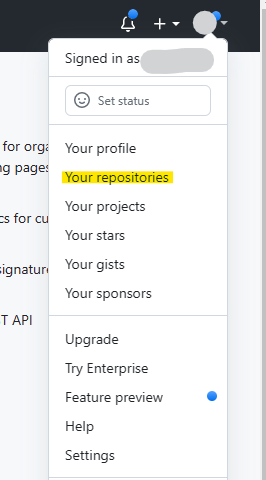 Signed in as
Set status
for orga
ng pages
Your profile
Your repositories
Your projects
cs for cu
Your stars
signature
Your gists
Your sponsors
T API
Upgrade
Try Enterprise
Feature preview
Help
Settings